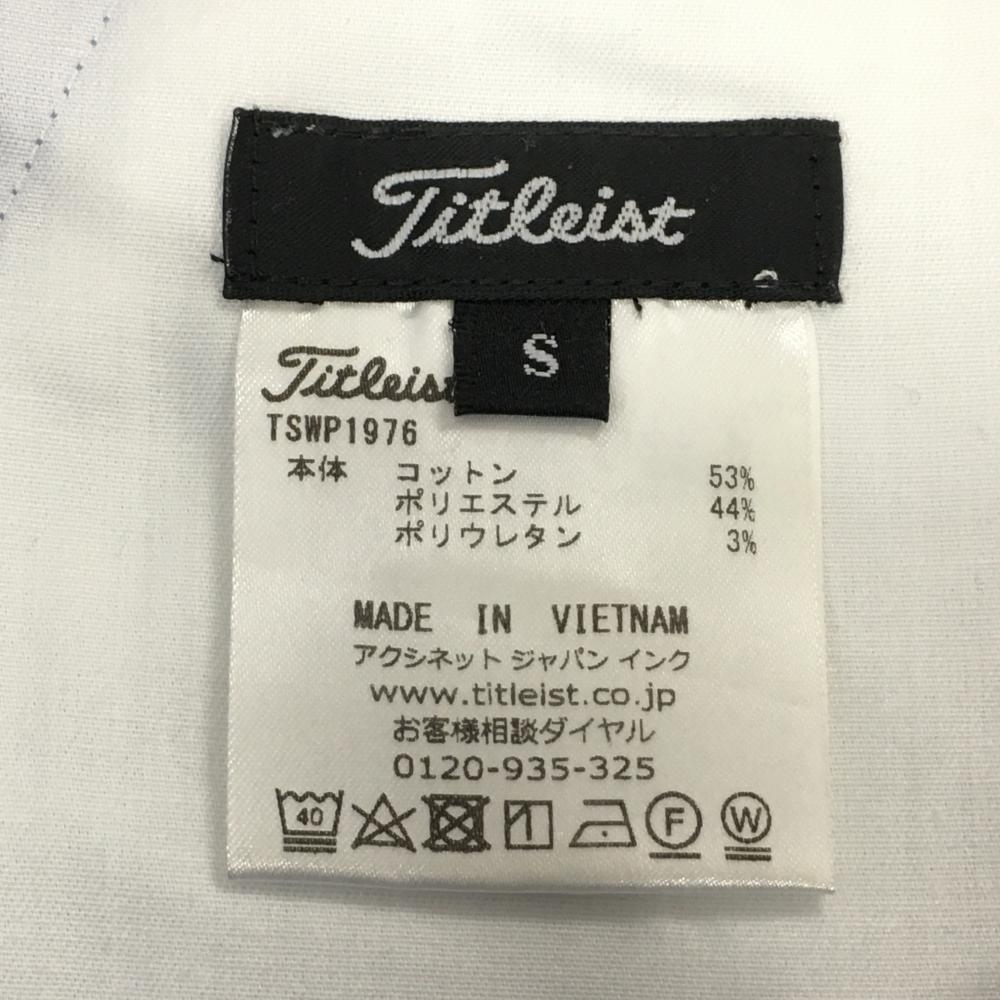 Titleist
S
Titleist
TSWP1976
本体 コットン 53%
ポリエステル 44%
ポリウレタン 3%
MADE IN VIETNAM
アクシネット ジャパン インク
www.titleist.co.jp
お客様相談ダイヤル
0120-935-325
40 F W